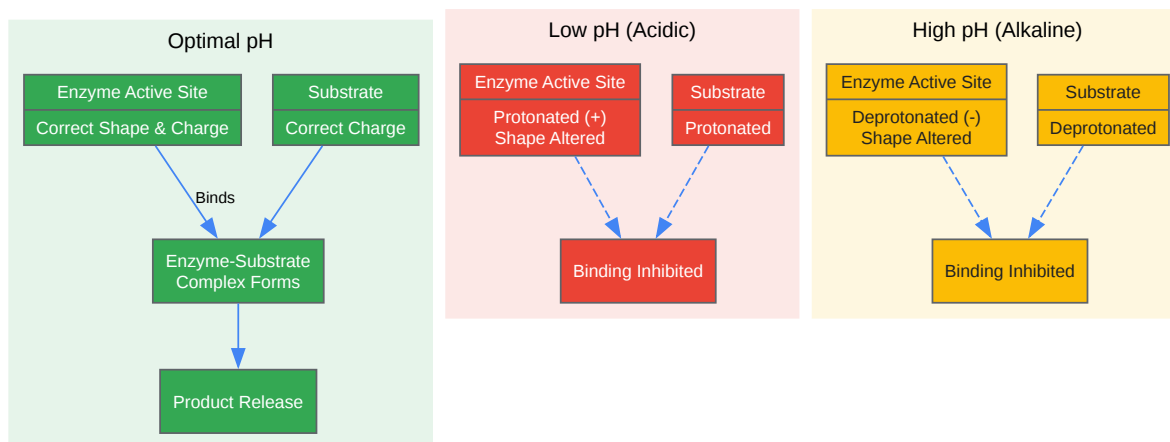 Optimal pH
Enzyme Active Site
Correct Shape & Charge
Substrate
Correct Charge
Binds
Enzyme-Substrate
Complex Forms
Product Release
Low pH (Acidic)
Enzyme Active Site
Protonated (+)
Shape Altered
Substrate
Protonated
Binding Inhibited
High pH (Alkaline)
Enzyme Active Site
Deprotonated (-)
Shape Altered
Substrate
Deprotonated
Binding Inhibited